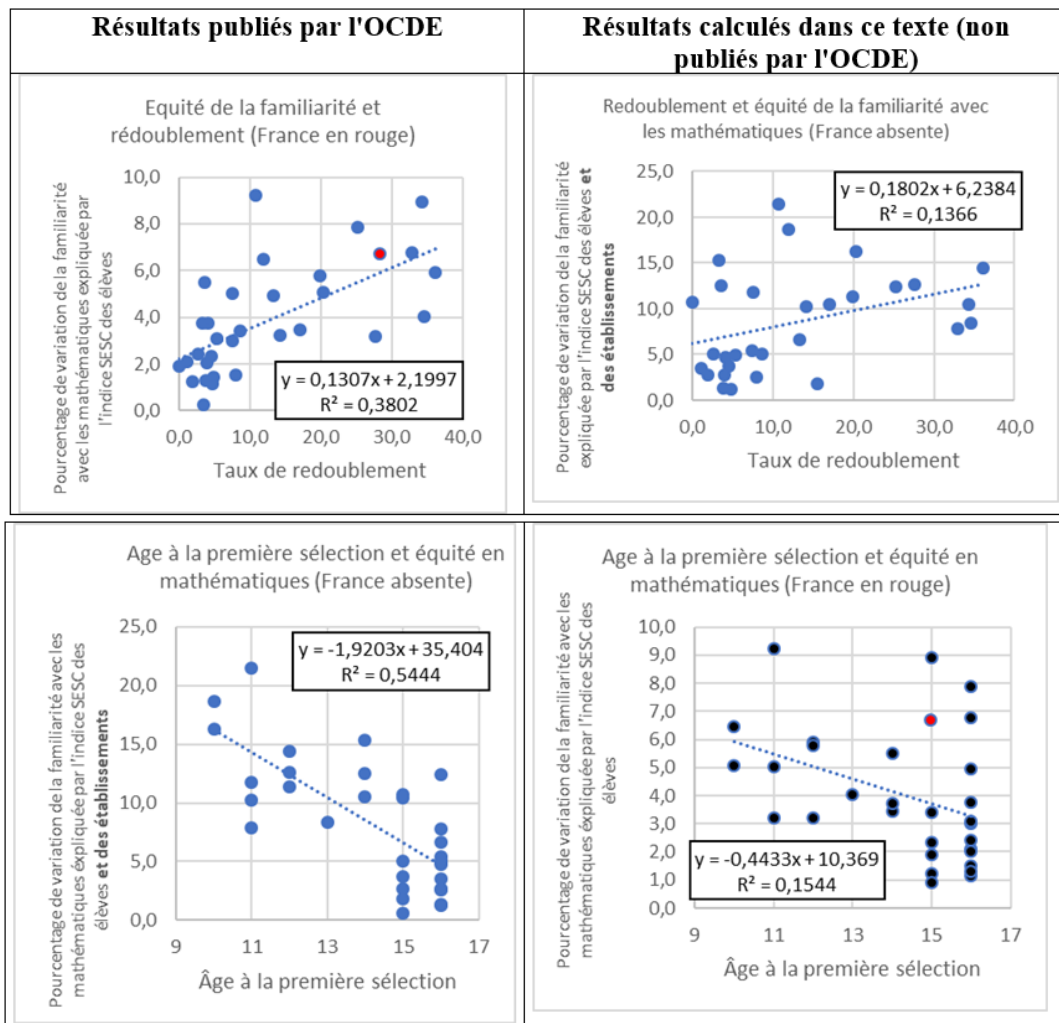 Résultats publiés par l'OCDE
Résultats calculés dans ce texte (non
publiés par l'OCDE)
Equité de la familiarité et
rédoublement (France en rouge)
Pourcentage de variation de la familiarité
avec les mathématiques expliquée par
l'indice SESC des élèves
10,0
8,0
6,0
4,0
2,0
0,0
y = 0,1307x + 2,1997
R² = 0,3802
0,0 10,0 20,0 30,0 40,0
Taux de redoublement
Redoublement et équité de la familiarité avec
les mathématiques (France absente)
Pourcentage de variation de la familiarité
expliquée par l'indice SESC des élèves et
des établissements
25,0
20,0
15,0
10,0
5,0
0,0
y = 0,1802x + 6,2384
R² = 0,1366
0,0 10,0 20,0 30,0 40,0
Taux de redoublement
Age à la première sélection et équité en
mathématiques (France absente)
Pourcentage de variation de la familiarité avec les
mathématiques éxpliquée par l'indice SESC des
élèves et des établissements
25,0
20,0
15,0
10,0
5,0
0,0
y = -1,9203x + 35,404
R² = 0,5444
9 11 13 15 17
Âge à la première sélection
Age à la première sélection et équité en
mathématiques (France en rouge)
Pourcentage de variation de la familiarité avec les
mathématiques éxpliquée par l'indice SESC des
élèves
10,0
9,0
8,0
7,0
6,0
5,0
4,0
3,0
2,0
1,0
0,0
y = -0,4433x + 10,369
R² = 0,1544
9 11 13 15 17
Âge à la première sélection